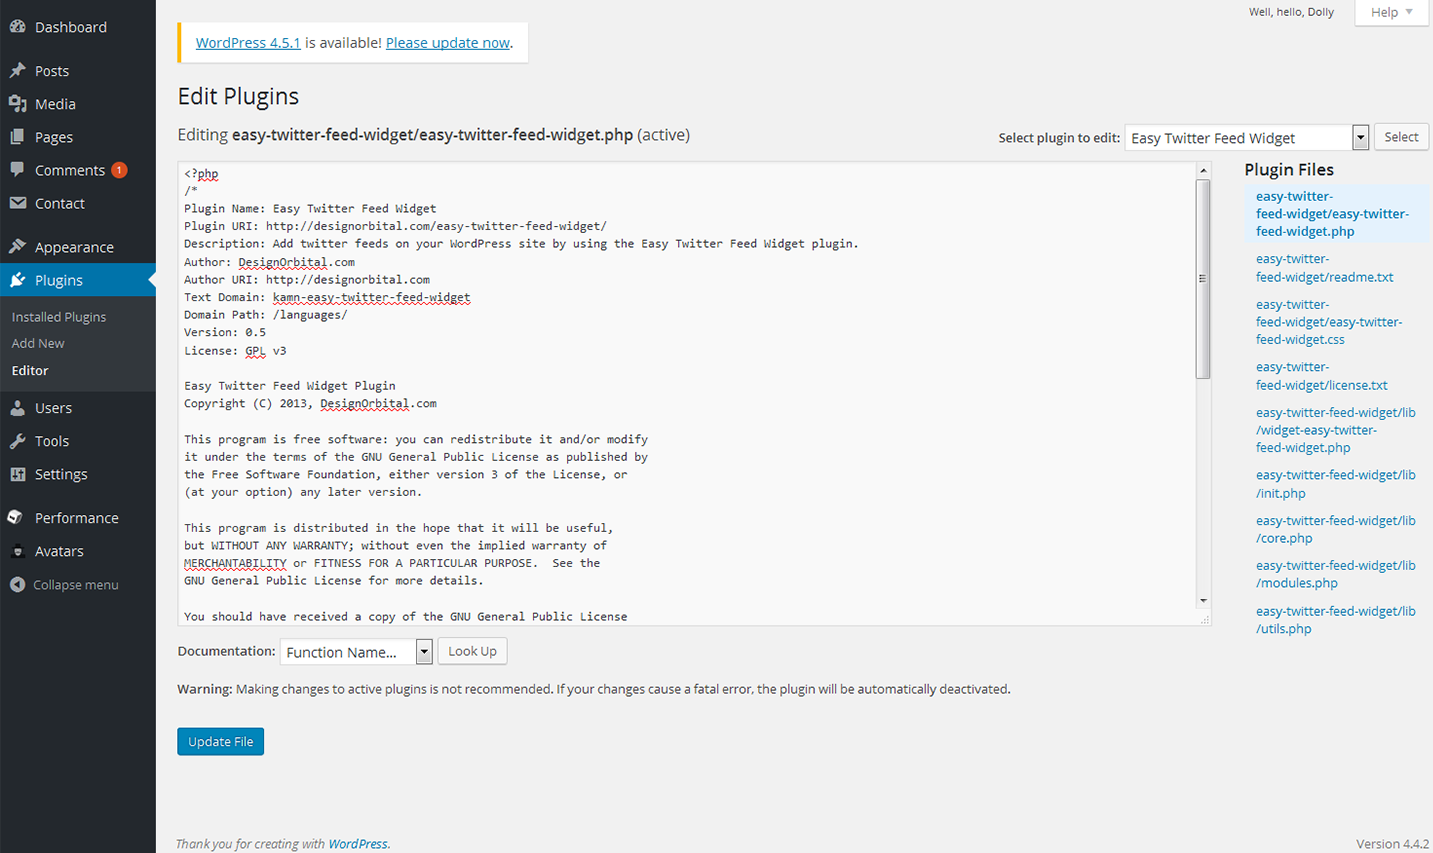 Dashboard
Posts
Media
Pages
Comments 1
Contact
Appearance
Plugins
Installed Plugins
Add New
Editor
Users
Tools
Settings
Performance
Avatars
Collapse menu
Well, hello, Dolly
Help
WordPress 4.5.1 is available! Please update now.
Edit Plugins
Editing easy-twitter-feed-widget/easy-twitter-feed-widget.php (active)
Select plugin to edit: Easy Twitter Feed Widget Select
<?php
/*
Plugin Name: Easy Twitter Feed Widget
Plugin URI: http://designorbital.com/easy-twitter-feed-widget/
Description: Add twitter feeds on your WordPress site by using the Easy Twitter Feed Widget plugin.
Author: DesignOrbital.com
Author URI: http://designorbital.com
Text Domain: kamn-easy-twitter-feed-widget
Domain Path: /languages/
Version: 0.5
License: GPL v3
Easy Twitter Feed Widget Plugin
Copyright (C) 2013, DesignOrbital.com
This program is free software: you can redistribute it and/or modify
it under the terms of the GNU General Public License as published by
the Free Software Foundation, either version 3 of the License, or
(at your option) any later version.
This program is distributed in the hope that it will be useful,
but WITHOUT ANY WARRANTY; without even the implied warranty of
MERCHANTABILITY or FITNESS FOR A PARTICULAR PURPOSE.  See the
GNU General Public License for more details.
You should have received a copy of the GNU General Public License
Plugin Files
easy-twitter-
feed-widget/easy-twitter-
feed-widget.php
easy-twitter-
feed-widget/readme.txt
easy-twitter-
feed-widget/easy-twitter-
feed-widget.css
easy-twitter-
feed-widget/license.txt
easy-twitter-feed-widget/lib
/widget-easy-twitter-
feed-widget.php
easy-twitter-feed-widget/lib
/init.php
easy-twitter-feed-widget/lib
/core.php
easy-twitter-feed-widget/lib
/modules.php
easy-twitter-feed-widget/lib
/utils.php
Documentation: Function Name... Look Up
Warning: Making changes to active plugins is not recommended. If your changes cause a fatal error, the plugin will be automatically deactivated.
Update File
Thank you for creating with WordPress.
Version 4.4.2